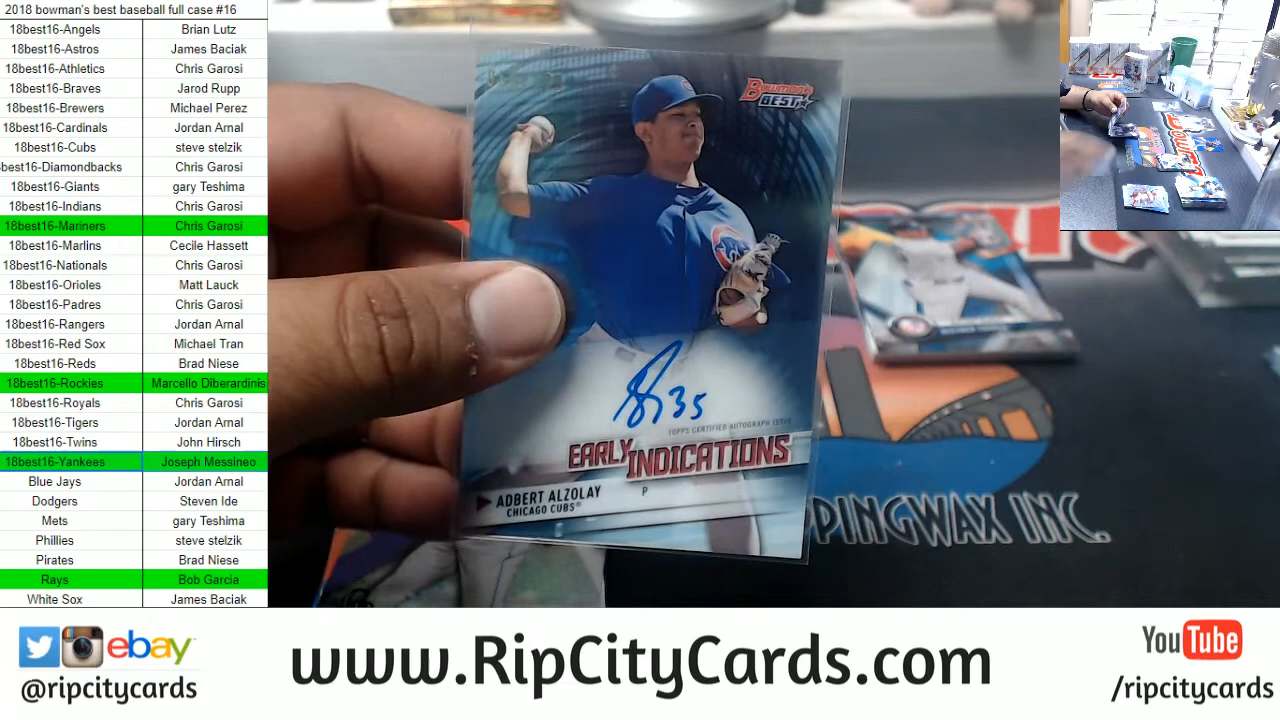 2018 bowman's best baseball full case #16
18best16-Angels Brian Lutz
18best16-Astros James Baciak
18best16-Athletics Chris Garosi
18best16-Braves Jarod Rupp
18best16-Brewers Michael Perez
18best16-Cardinals Jordan Arnal
18best16-Cubs steve stelzik
best16-Diamondbacks Chris Garosi
18best16-Giants gary Teshima
18best16-Indians Chris Garosi
18best16-Mariners Chris Garosi
18best16-Marlins Cecile Hassett
18best16-Nationals Chris Garosi
18best16-Orioles Matt Lauck
18best16-Padres Chris Garosi
18best16-Rangers Jordan Arnal
18best16-Red Sox Michael Tran
18best16-Reds Brad Niese
18best16-Rockies Marcello Diberardinis
18best16-Royals Chris Garosi
18best16-Tigers Jordan Arnal
18best16-Twins John Hirsch
18best16-Yankees Joseph Messineo
Blue Jays Jordan Arnal
Dodgers Steven Ide
Mets gary Teshima
Phillies steve stelzik
Pirates Brad Niese
Rays Bob Garcia
White Sox James Baciak
BOWMAN'S
BEST
35
TOPPS CERTIFIED AUTOGRAPH ISSUE
EARLY INDICATIONS
ADBERT ALZOLAY P
CHICAGO CUBS
PPINGWAX INC.
ebay
@ripcitycards
www.RipCityCards.com
YouTube
/ripcitycards